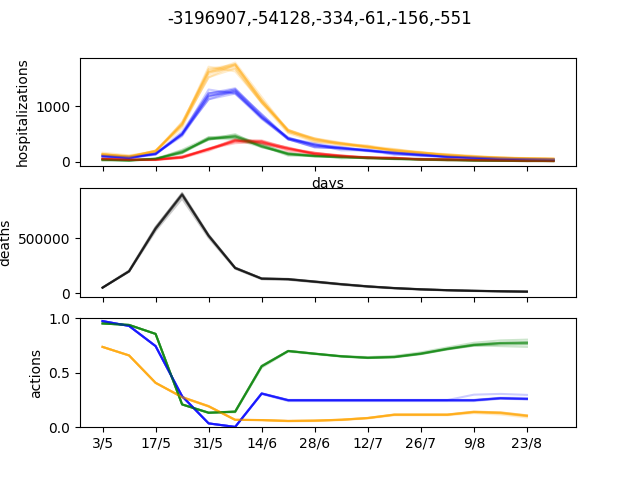 -3196907,-54128,-334,-61,-156,-551
hospitalizations
1000
0
days
deaths
500000
0
actions
1.0
0.5
0.0
3/5 17/5 31/5 14/6 28/6 12/7 26/7 9/8 23/8